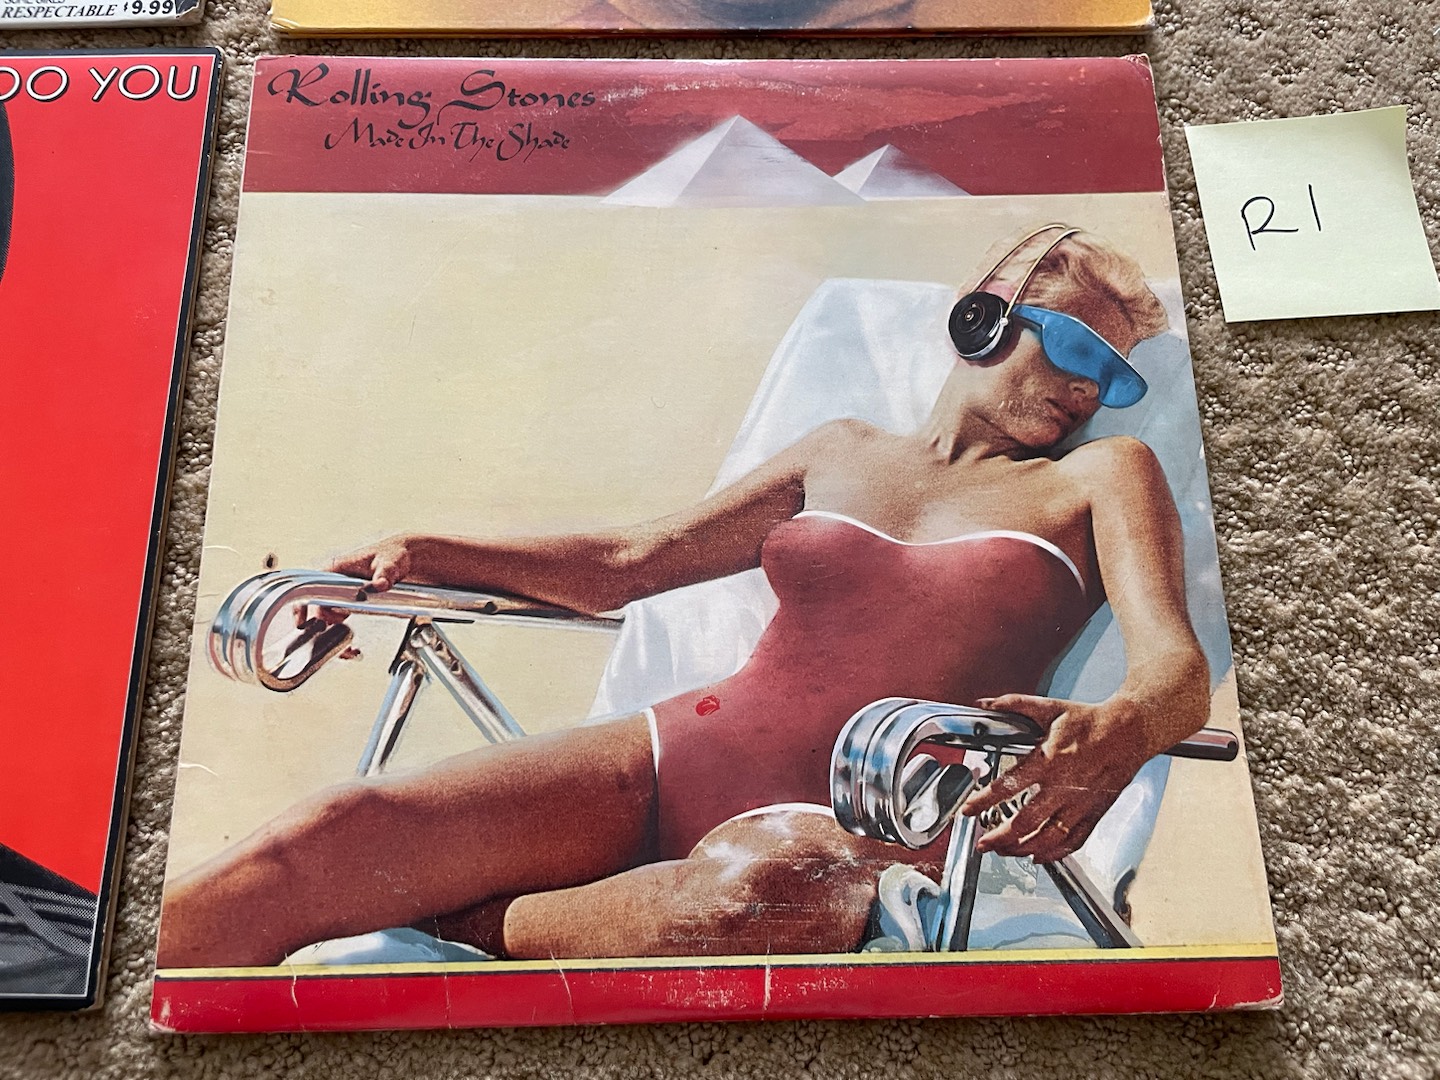 RESPECTABLE $9.99
DO YOU
Rolling Stones
Made In The Shade
R1